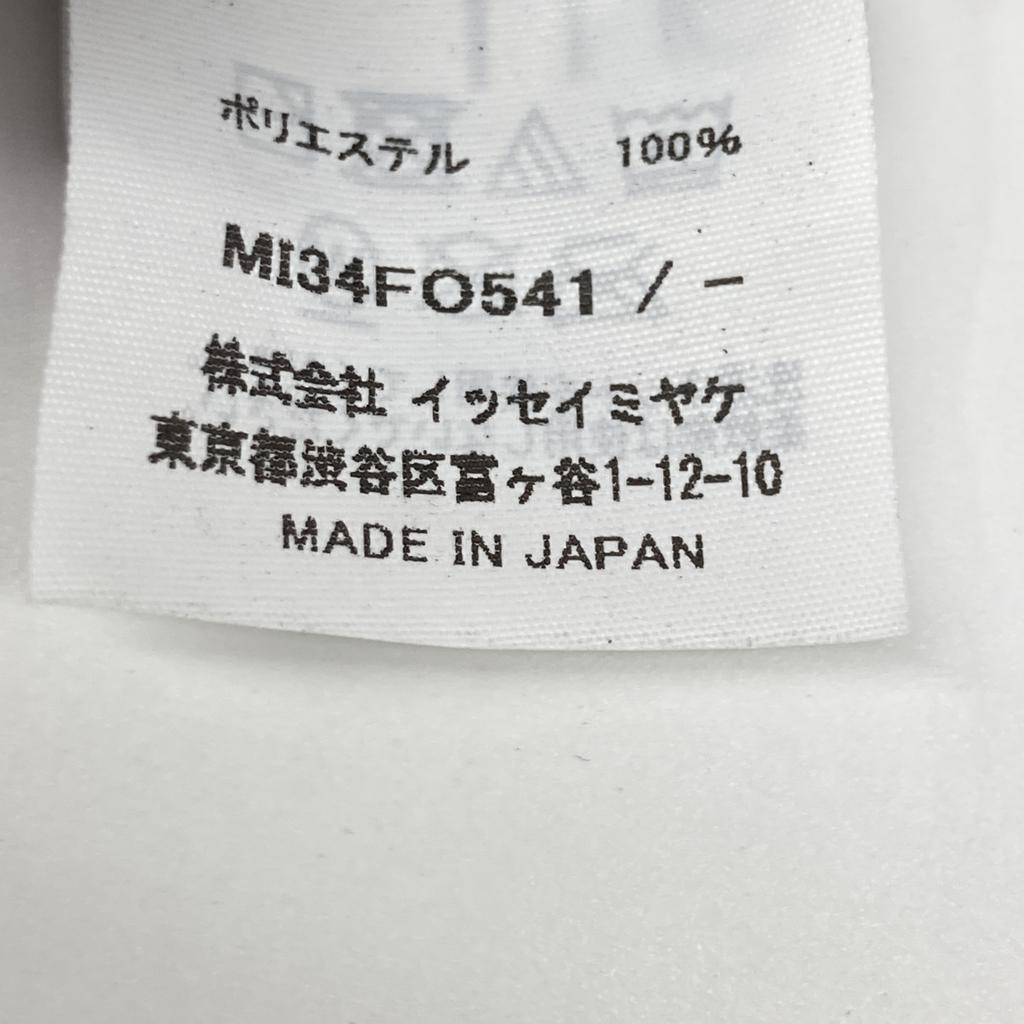 ポリエステル 100%
MI34FO541 / -
株式会社 イッセイミヤケ
東京都渋谷区富ヶ谷1-12-10
MADE IN JAPAN